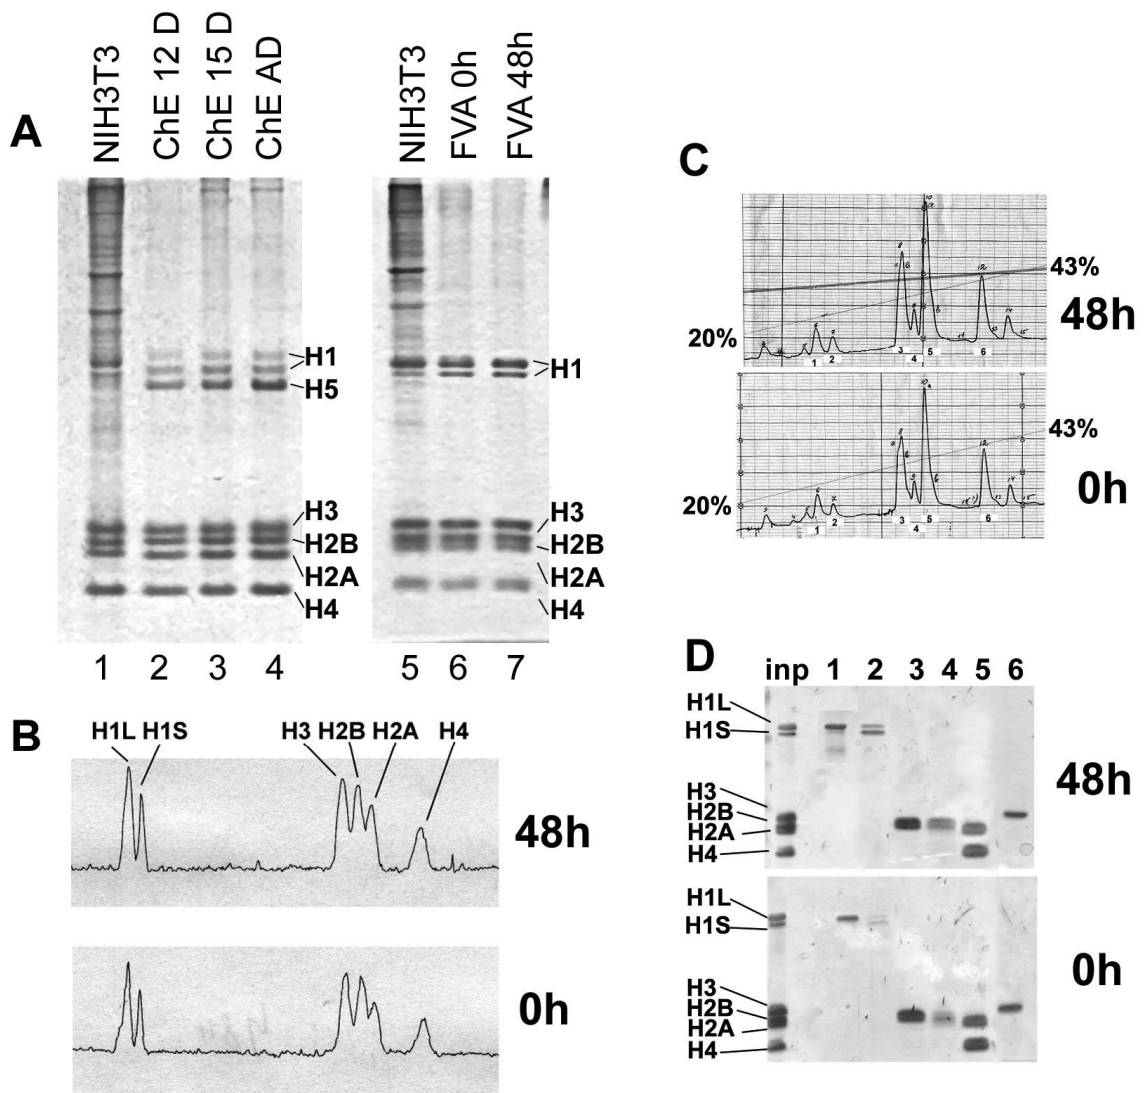 A
NIH3T3
ChE 12 D
ChE 15 D
ChE AD
NIH3T3
FVA 0h
FVA 48h
H1
H5
H3
H2B
H2A
H4
H1
H3
H2B
H2A
H4
1 2 3 4 5 6 7
B
H1L H1S H3 H2B H2A H4
48h
0h
C
20%
43%
48h
1 2 3 4 5 6
20%
43%
0h
1 2 3 4 5 6
D
inp 1 2 3 4 5 6
H1L
H1S
H3
H2B
H2A
H4
48h
H1L
H1S
H3
H2B
H2A
H4
0h